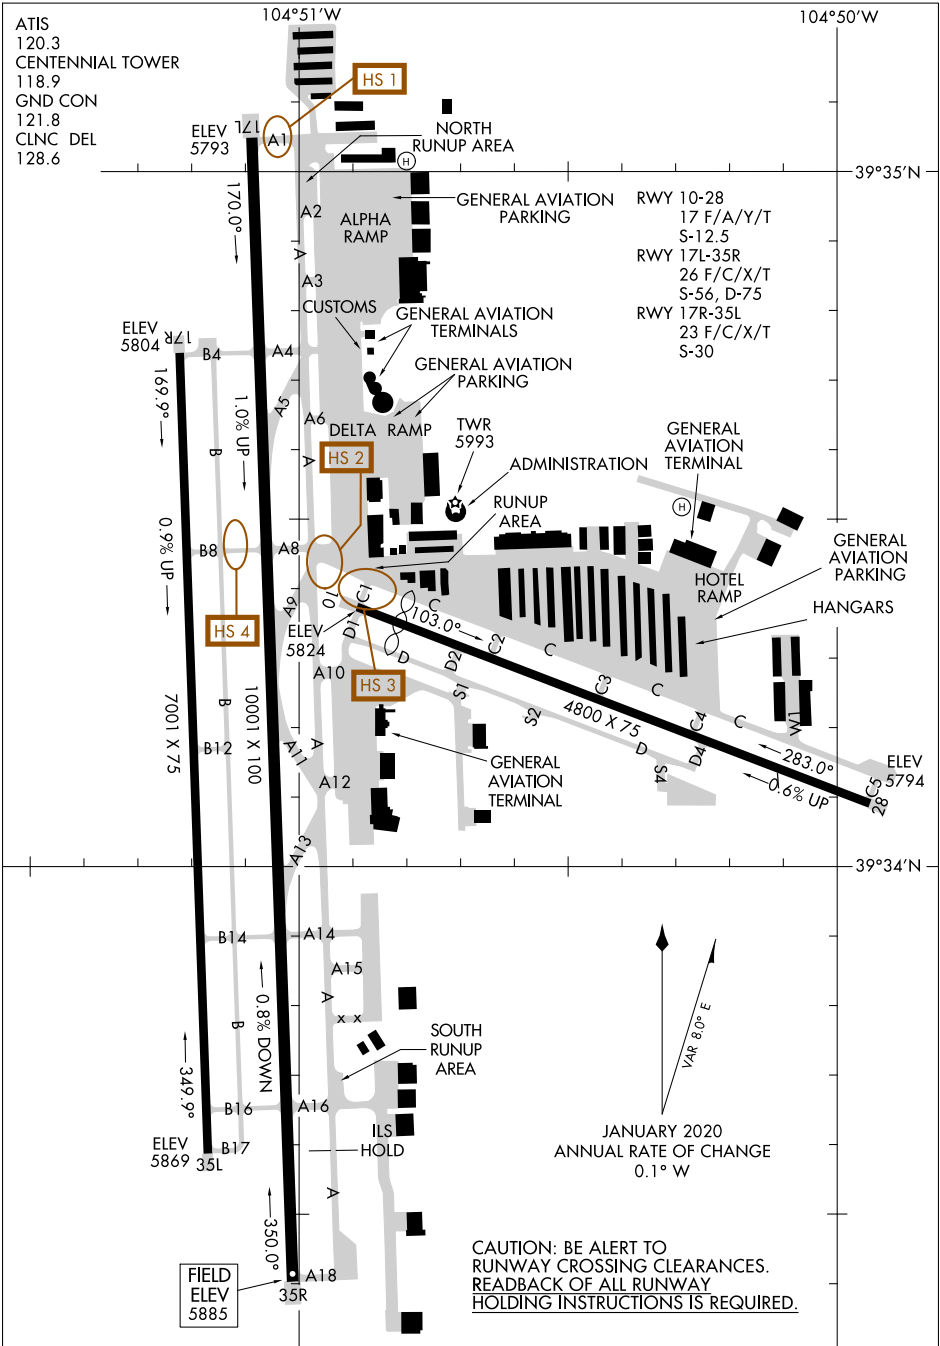 104°51'W
104°50'W
ATIS
120.3
CENTENNIAL TOWER
118.9
GND CON
121.8
CLNC DEL
128.6
HS 1
ELEV
5793
17L
A1
NORTH
RUNUP AREA
H
39°35'N
170.0°
A2
ALPHA
RAMP
GENERAL AVIATION
PARKING
RWY 10-28
17 F/A/Y/T
S-12.5
RWY 17L-35R
26 F/C/X/T
S-56, D-75
RWY 17R-35L
23 F/C/X/T
S-30
A
A3
CUSTOMS
GENERAL AVIATION
TERMINALS
ELEV
5804
17R
B4
A4
GENERAL AVIATION
PARKING
169.9°
1.0% UP
A5
A6
DELTA RAMP
TWR
5993
GENERAL
AVIATION
TERMINAL
B
A
HS 2
ADMINISTRATION
RUNUP
AREA
H
0.9% UP
B8
A8
GENERAL
AVIATION
PARKING
HOTEL
RAMP
HANGARS
A9
10
C1
C
HS 4
ELEV
5824
D1
103.0°
C2
C
D
D2
A10
HS 3
S1
C3
C
B
7001 X 75
10001 X 100
S2
4800 X 75
C4
C
W1
D
D4
S4
283.0°
ELEV
5794
0.6% UP
C5
28
B12
A11
A
A12
GENERAL
AVIATION
TERMINAL
A13
39°34'N
B14
A14
A15
A
X X
B
0.8% DOWN
SOUTH
RUNUP
AREA
VAR 8.0° E
349.9°
B16
A16
ILS
HOLD
JANUARY 2020
ANNUAL RATE OF CHANGE
0.1° W
ELEV
5869
35L
B17
A
350.0°
FIELD
ELEV
5885
A18
35R
CAUTION: BE ALERT TO
RUNWAY CROSSING CLEARANCES.
READBACK OF ALL RUNWAY
HOLDING INSTRUCTIONS IS REQUIRED.